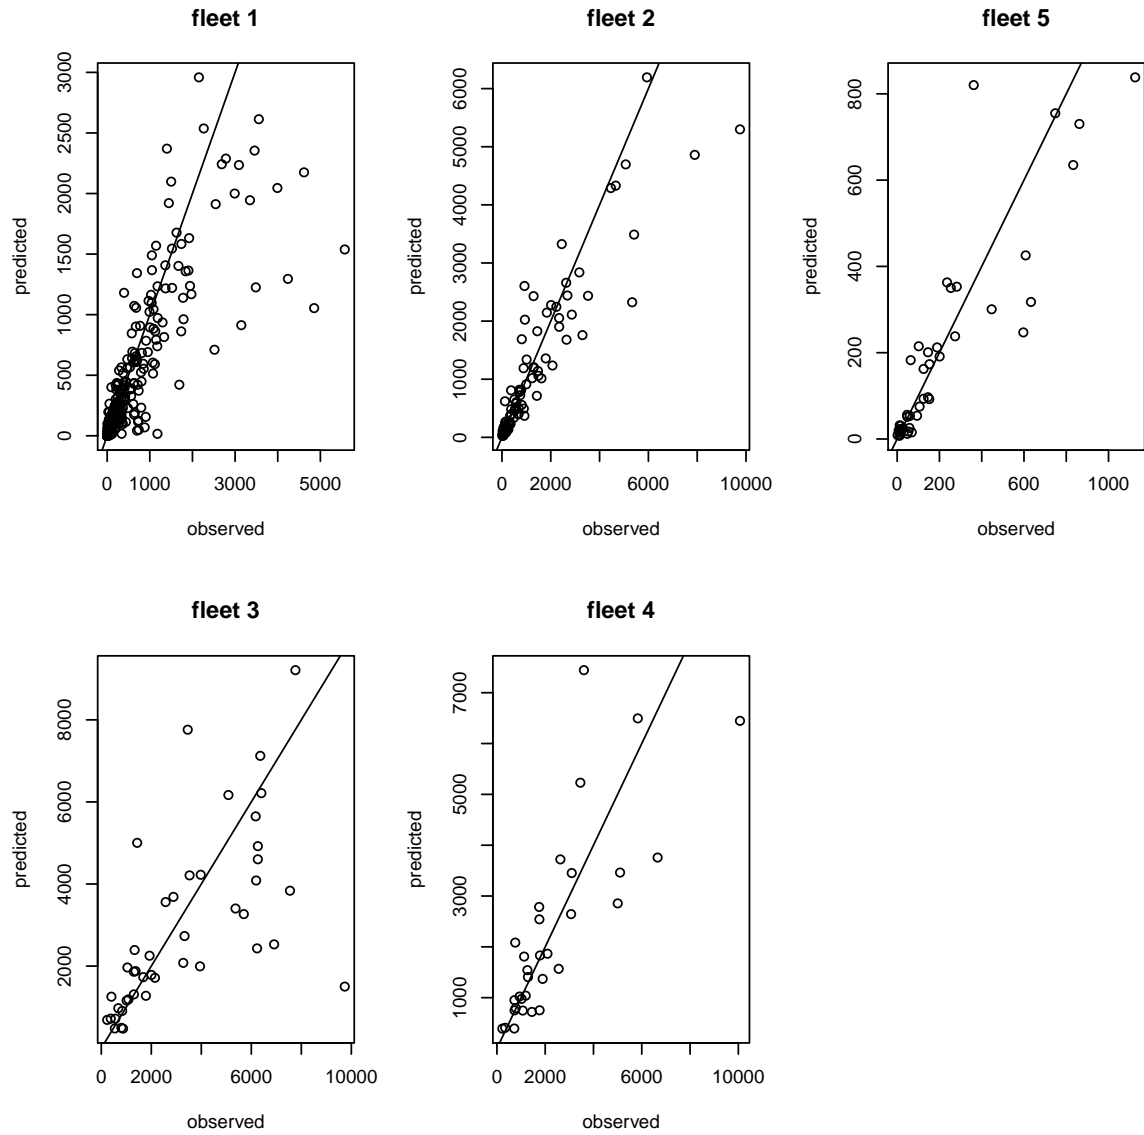 fleet 1
fleet 2
fleet 5
predicted
0 500 1000 1500 2000 2500 3000
0 1000 3000 5000
observed
predicted
0 1000 2000 3000 4000 5000 6000
0 2000 6000 10000
observed
predicted
0 200 400 600 800
0 200 600 1000
observed
fleet 3
fleet 4
predicted
2000 4000 6000 8000
0 2000 6000 10000
observed
predicted
1000 3000 5000 7000
0 2000 6000 10000
observed